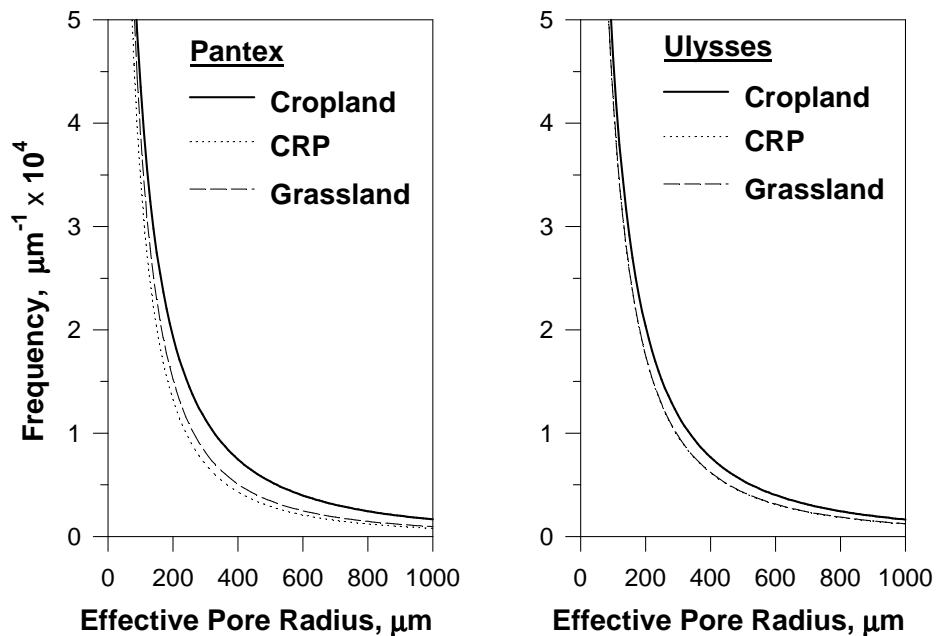 Pantex
Cropland
CRP
Grassland
5
4
3
2
1
0
Frequency, μm⁻¹ x 10⁴
0 200 400 600 800 1000
Effective Pore Radius, μm
Ulysses
Cropland
CRP
Grassland
5
4
3
2
1
0
0 200 400 600 800 1000
Effective Pore Radius, μm